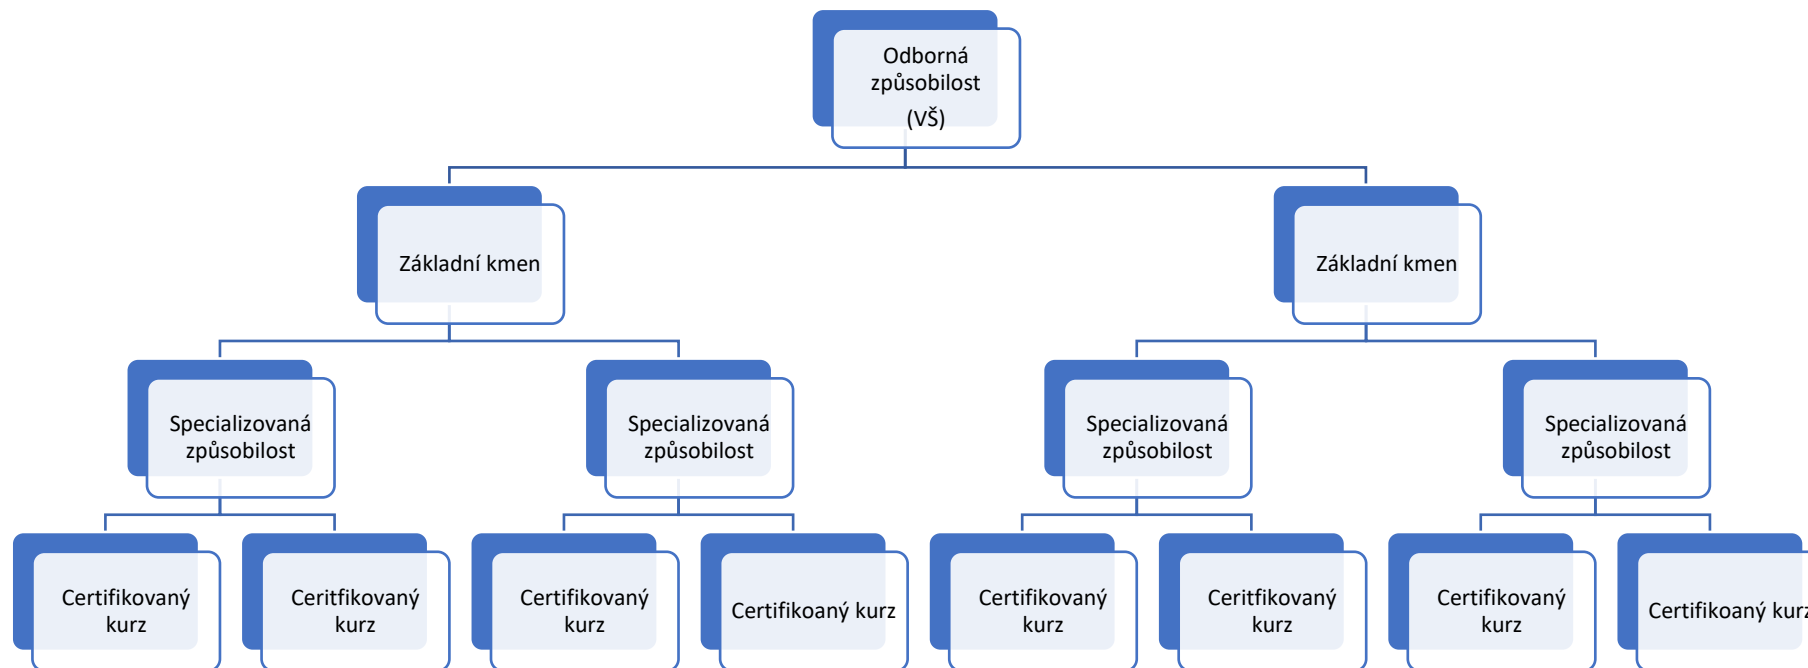 Odborná
způsobilost
(VŠ)
Základní kmen
Základní kmen
Specializovaná
způsobilost
Specializovaná
způsobilost
Specializovaná
způsobilost
Specializovaná
způsobilost
Certifikovaný
kurz
Ceritfikovaný
kurz
Certifikovaný
kurz
Certifikoaný kurz
Certifikovaný
kurz
Ceritfikovaný
kurz
Certifikovaný
kurz
Certifikoaný kurz